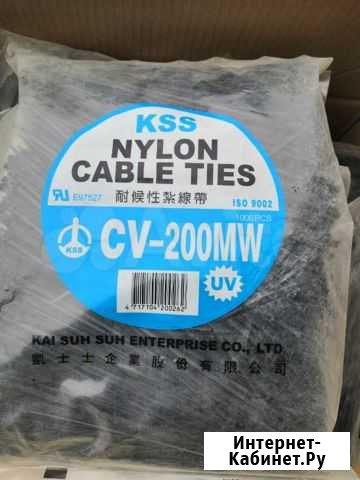 KSS
NYLON
CABLE TIES
E97527
耐候性紮線帶
ISO 9002
1000PCS
KSS
CV-200MW
UV
4 717104 200262
KAI SUH SUH ENTERPRISE CO., LTD.
凱士士企業股份有限公司
Интернет-
Кабинет.Ру